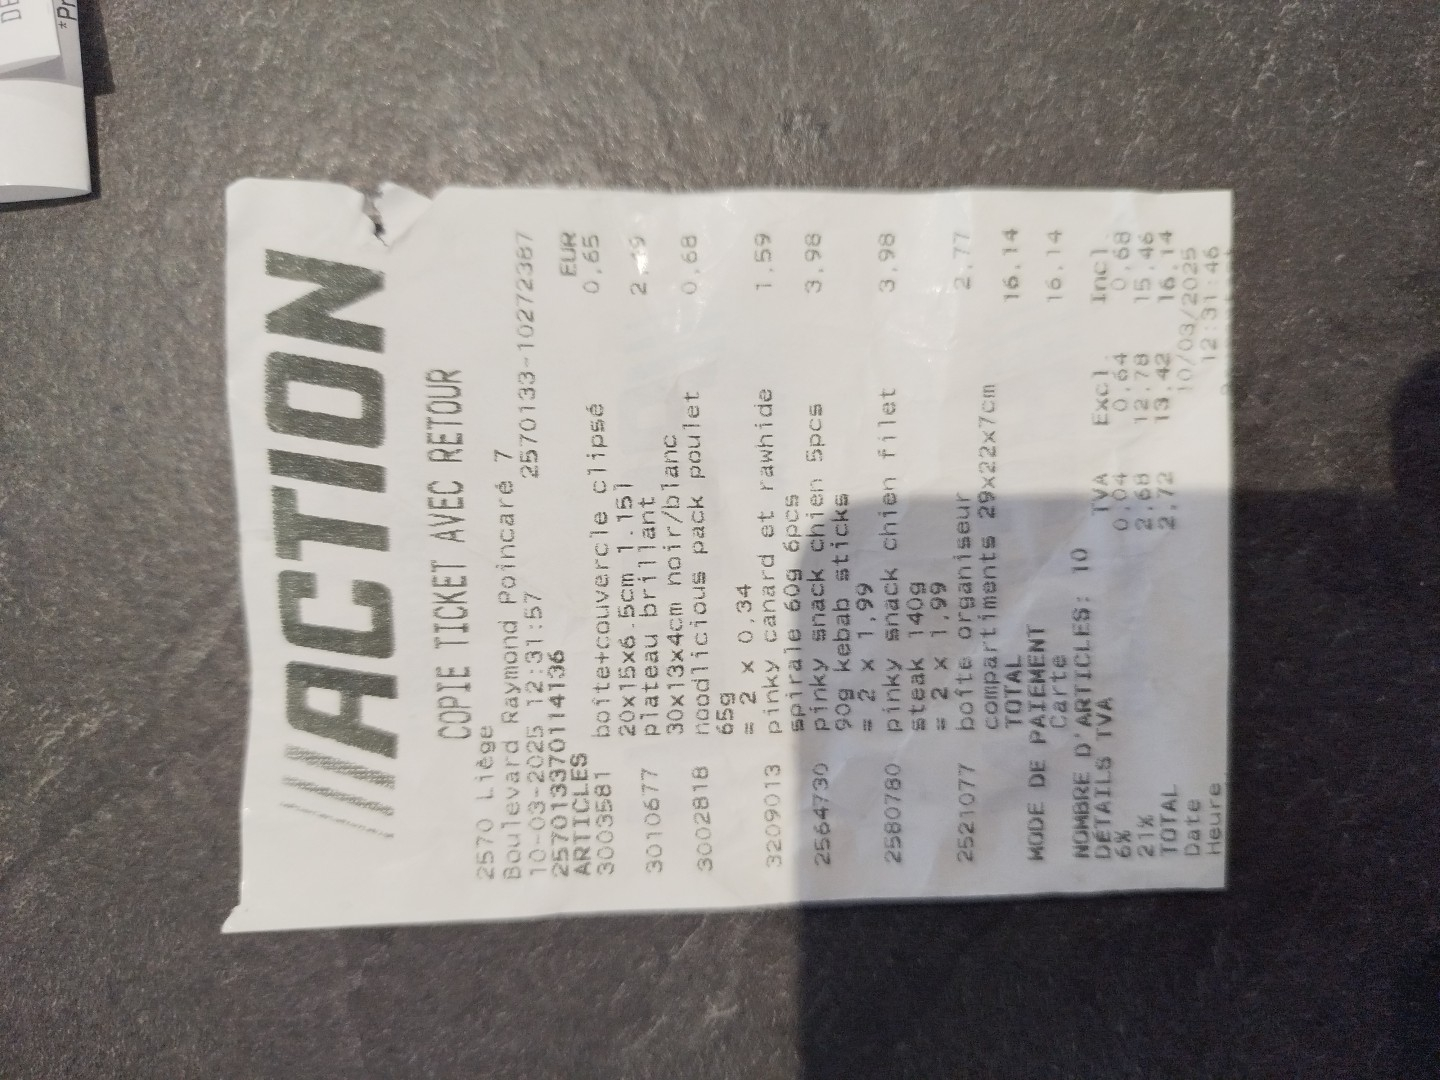 ///ACTION
COPIE TICKET AVEC RETOUR
2570 Liège
Boulevard Raymond Poincaré 7
10-03-2025 12:31:57 2570133-10272387
2570133701141​36
ARTICLES EUR
3003581 boîte+couvercle clipsé 0,65
20x15x6.5cm 1.15l
3010677 plateau brillant 2,49
30x13x4cm noir/blanc
3002818 noodlicious pack poulet 0,68
65g
= 2 x 0,34
3209013 pinky canard et rawhide 1,59
spirale 60g 6pcs
2564730 pinky snack chien 5pcs 3,98
90g kebab sticks
= 2 x 1,99
2580780 pinky snack chien filet 3,98
steak 140g
= 2 x 1,99
2521077 boîte organiseur 2,77
compartiments 29x22x7cm
TOTAL 16,14
MODE DE PAIEMENT
Carte 16,14
NOMBRE D'ARTICLES: 10
DÉTAILS TVA TVA Excl. Incl.
6% 0,04 0,64 0,68
21% 2,68 12,78 15,46
TOTAL 2,72 13,42 16,14
Date 10/03/2025
Heure 12:31:46
DE
*Pr